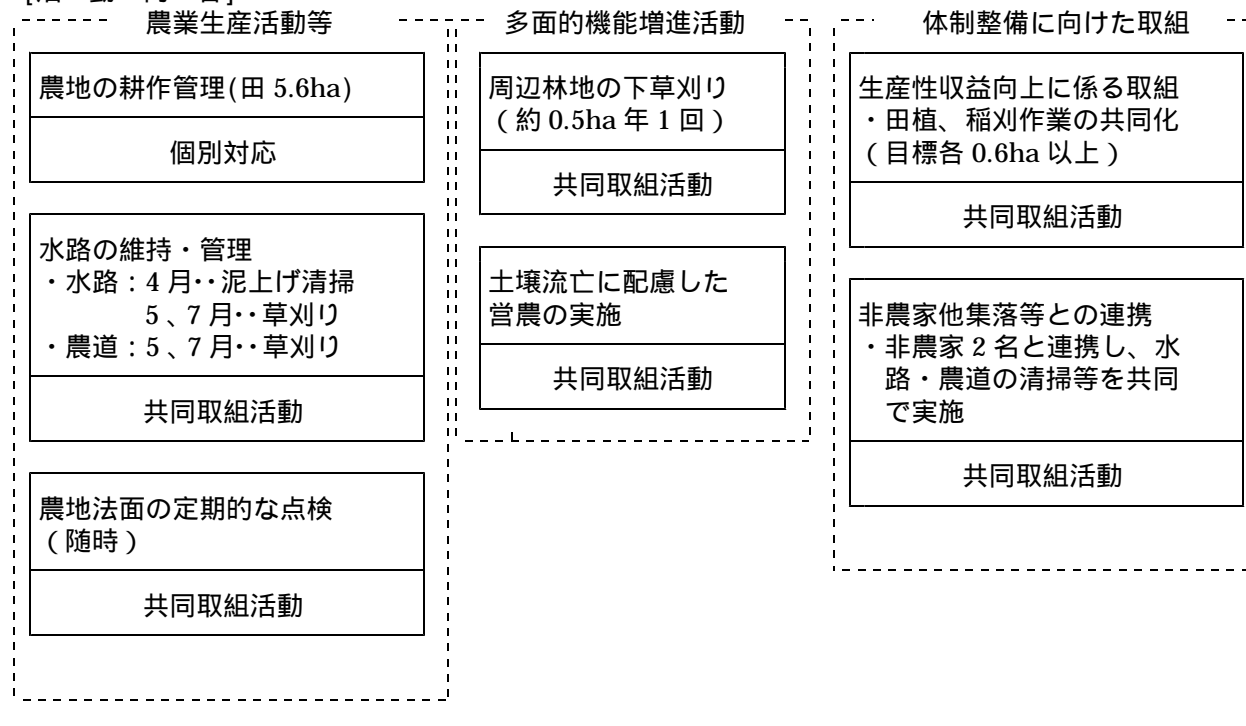 農業生産活動等
農地の耕作管理(田 5.6ha)
個別対応
水路の維持・管理
・水路：4 月･･泥上げ清掃
5 、7 月･･草刈り
・農道：5 、7 月･･草刈り
共同取組活動
農地法面の定期的な点検
（随時）
共同取組活動
多面的機能増進活動
周辺林地の下草刈り
（約 0.5ha 年 1 回）
共同取組活動
土壌流亡に配慮した
営農の実施
共同取組活動
体制整備に向けた取組
生産性収益向上に係る取組
・田植、稲刈作業の共同化
（目標各 0.6ha 以上）
共同取組活動
非農家他集落等との連携
・非農家 2 名と連携し、水
路・農道の清掃等を共同
で実施
共同取組活動